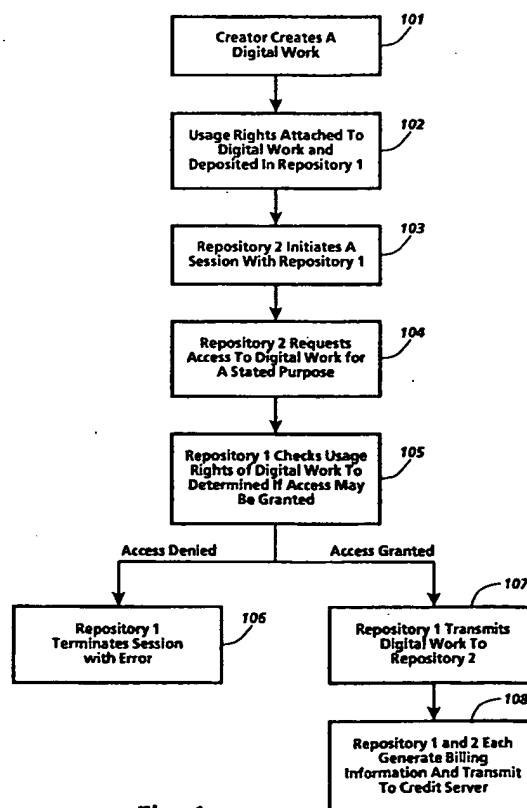 101
Creator Creates A
Digital Work
102
Usage Rights Attached To
Digital Work and
Deposited In Repository 1
103
Repository 2 Initiates A
Session With Repository 1
104
Repository 2 Requests
Access To Digital Work for
A Stated Purpose
105
Repository 1 Checks Usage
Rights of Digital Work To
Determined If Access May
Be Granted
Access Denied
Access Granted
106
Repository 1
Terminates Session
with Error
107
Repository 1 Transmits
Digital Work To
Repository 2
108
Repository 1 and 2 Each
Generate Billing
Information And Transmit
To Credit Server